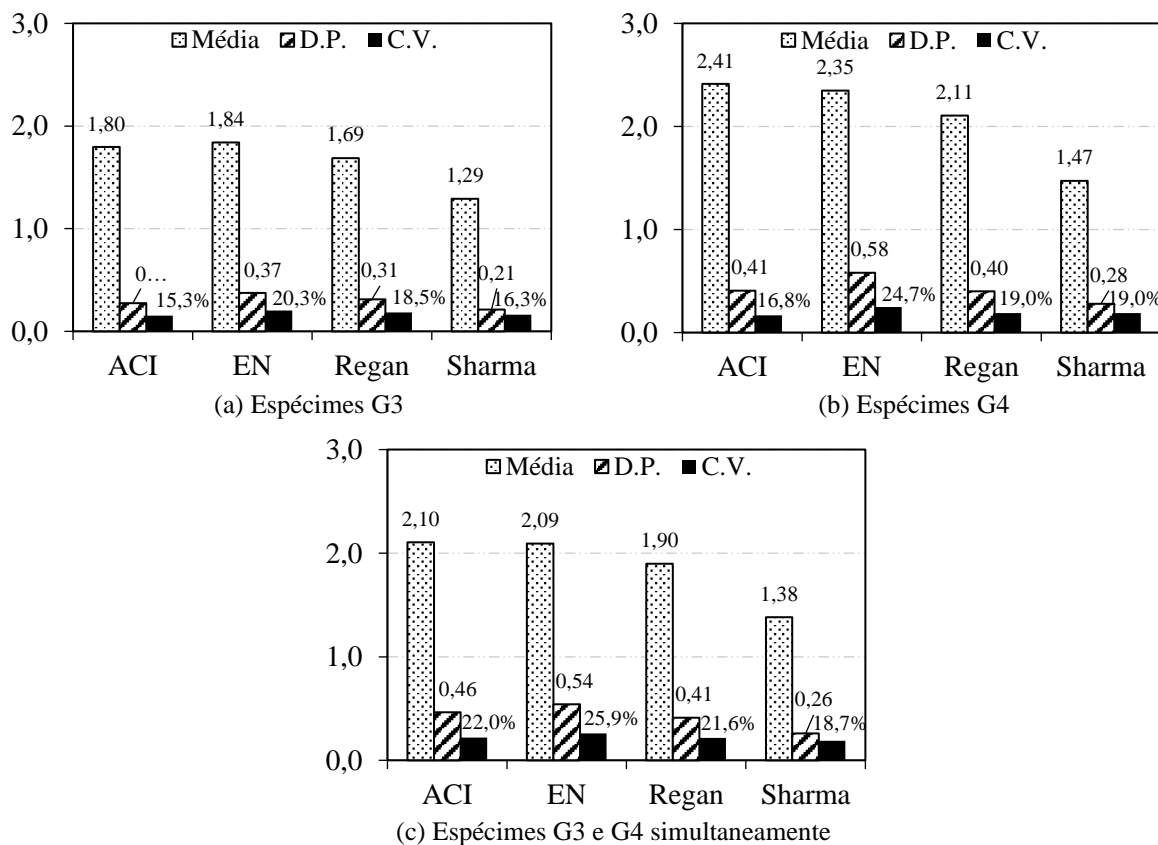 3,0
Média D.P. C.V.
2,0
1,0
0,0
1,80 1,84 1,69 1,29
0... 0,37 0,31 0,21
15,3% 20,3% 18,5% 16,3%
ACI EN Regan Sharma
(a) Espécimes G3
3,0
Média D.P. C.V.
2,0
1,0
0,0
2,41 2,35 2,11 1,47
0,41 0,58 0,40 0,28
16,8% 24,7% 19,0% 19,0%
ACI EN Regan Sharma
(b) Espécimes G4
3,0
Média D.P. C.V.
2,0
1,0
0,0
2,10 2,09 1,90 1,38
0,46 0,54 0,41 0,26
22,0% 25,9% 21,6% 18,7%
ACI EN Regan Sharma
(c) Espécimes G3 e G4 simultaneamente